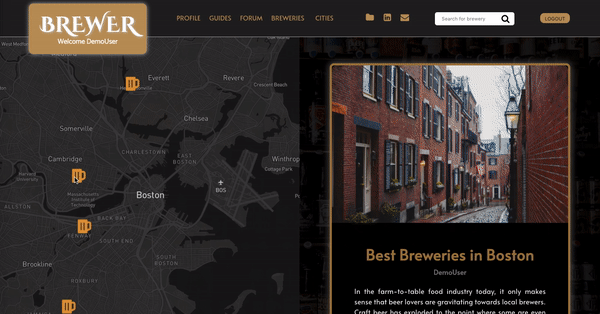 BREWER
Welcome DemoUser
PROFILE
GUIDES
FORUM
BREWERIES
CITIES
Search for brewery
LOGOUT
Everett
Revere
Crescent Beach
Chelsea
Somerville
CHARLESTOWN
EAST
BOSTON
Cambridge
Winthrop
Cottage Park
Harvard
University
Massachusetts
Institute of
Technology
Boston
BOS
ALLSTON
BACK BAY
FENWAY
SOUTH END
Brookline
SOUTH
BOSTON
ROXBURY
Best Breweries in Boston
DemoUser
In the farm-to-table food industry today, it only makes
sense that beer lovers are gravitating towards local brewers.
Craft beer has exploded to the point where some are even